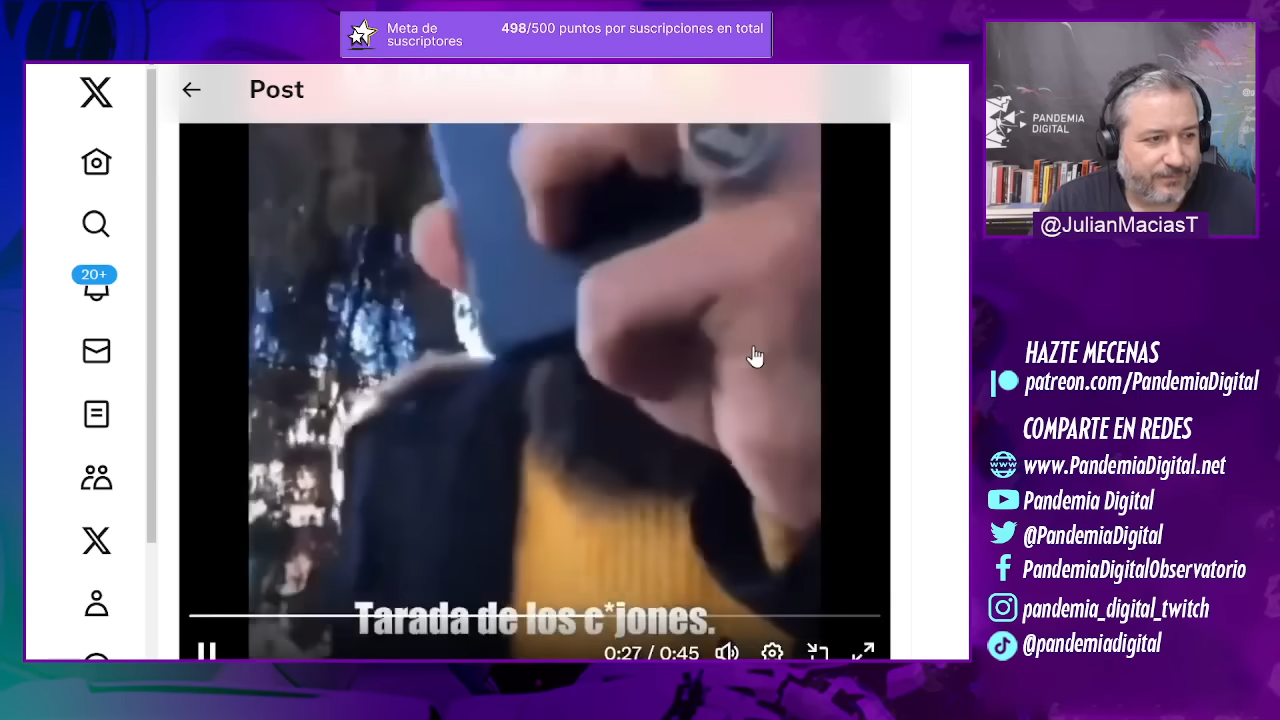 Meta de
suscriptores
498/500 puntos por suscripciones en total
Post
20+
PANDEMIA
DIGITAL
@JulianMaciasT
HAZTE MECENAS
patreon.com/PandemiaDigital
COMPARTE EN REDES
www
www.PandemiaDigital.net
Pandemia Digital
@PandemiaDigital
PandemiaDigitalObservatorio
pandemia_digital_twitch
@pandemiadigital
Tarada de los c*jones.
0:27 / 0:45